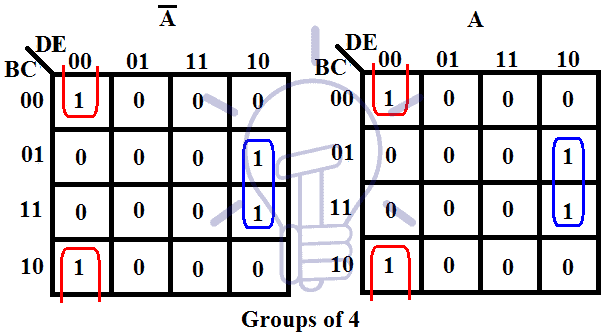 A̅ A
DE DE
BC 00 01 11 10 BC 00 01 11 10
00 1 0 0 0 00 1 0 0 0
01 0 0 0 1 01 0 0 0 1
11 0 0 0 1 11 0 0 0 1
10 1 0 0 0 10 1 0 0 0
Groups of 4